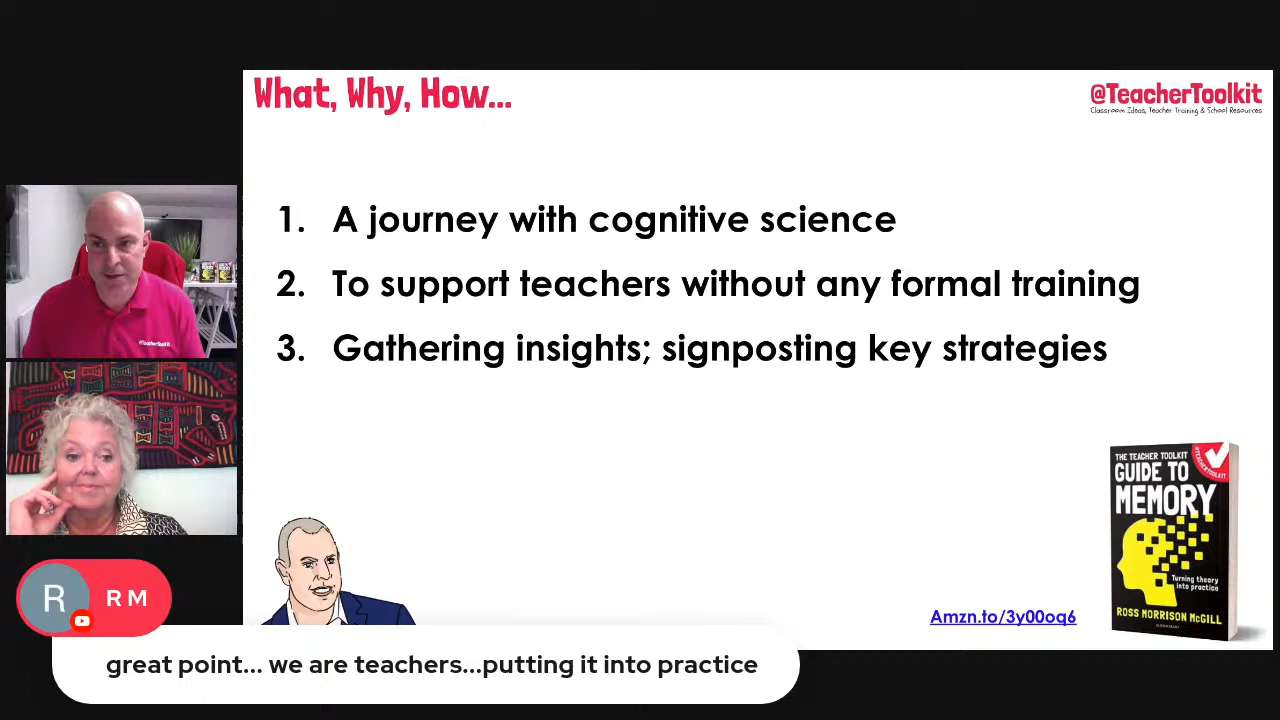 What, Why, How...
@TeacherToolkit
Classroom Ideas, Teacher Training & School Resources
1. A journey with cognitive science
2. To support teachers without any formal training
3. Gathering insights; signposting key strategies
@TeacherToolkit
THE TEACHER TOOLKIT
GUIDE TO
MEMORY
Turning theory
into practice
ROSS MORRISON McGILL
Amzn.to/3y00oq6
R
R M
great point... we are teachers...putting it into practice